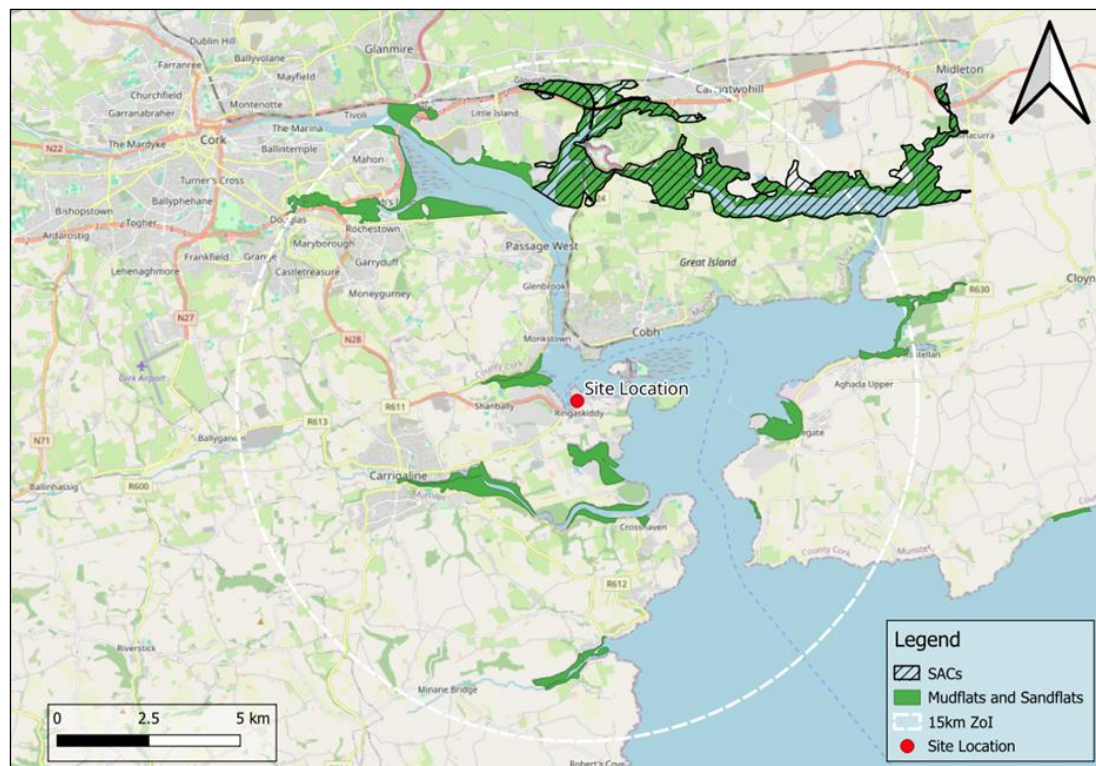 Dublin Hill
Glanmire
Ballyvolane
Farranree
Mayfield
Churchfield
Montenotte
Garranabraher
Tivoli
Little Island
Carrigtwohill
Midleton
The Marina
N22
The Mardyke
Cork
Ballintemple
Mahon
Turner's Cross
Ballyphehane
Bishopstown
Togher
Douglas
Ardarostig
Rochestown
Maryborough
Frankfield
Grange
Garryduff
Lehenaghmore
Castletreasure
Passage West
Great Island
Moneygurney
Glenbrook
R630
N27
N28
Cobh
Monkstown
Cork Airport
County Cork
Site Location
Aghada Upper
Shanbally
Ringaskiddy
R611
R613
N71
Ballygarvan
Carrigaline
Ballinhassig
R600
Crosshaven
County Cork
Munster
R612
Riverstick
Minane Bridge
Robert's Cove
Legend
SACs
Mudflats and Sandflats
15km ZoI
Site Location
0 2.5 5 km